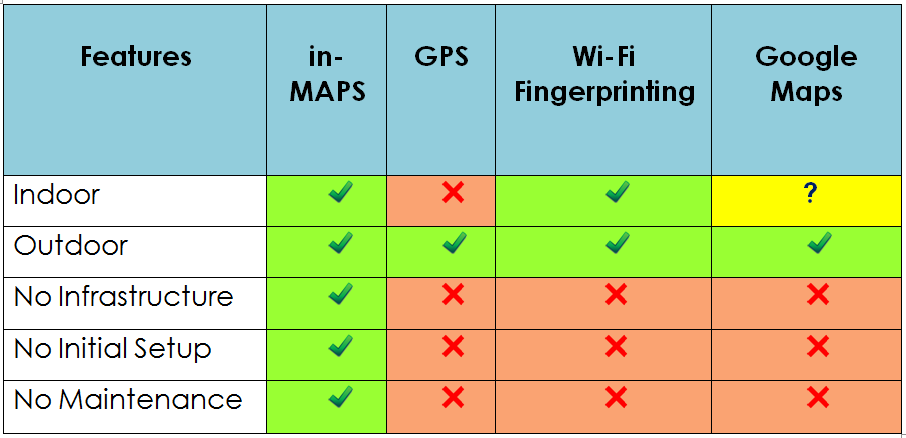 Features
in-
MAPS
GPS
Wi-Fi
Fingerprinting
Google
Maps
Indoor
?
Outdoor
No Infrastructure
No Initial Setup
No Maintenance